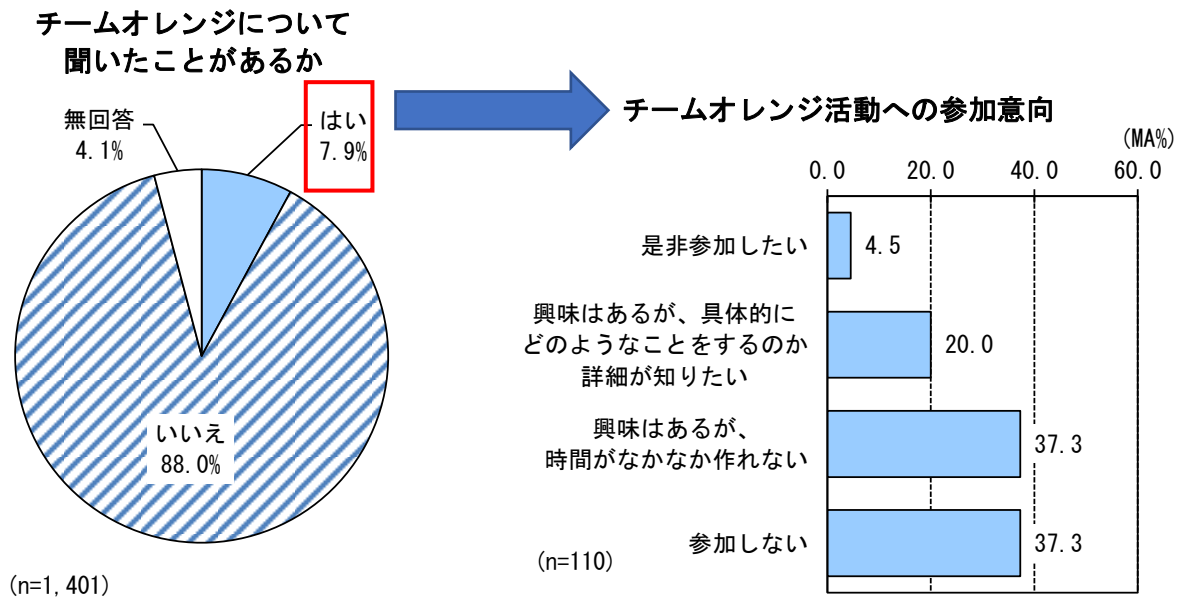 チームオレンジについて
聞いたことがあるか
無回答
4.1%
はい
7.9%
いいえ
88.0%
(n=1,401)
チームオレンジ活動への参加意向
(MA%)
0.0 20.0 40.0 60.0
是非参加したい 4.5
興味はあるが、具体的に
どのようなことをするのか 20.0
詳細が知りたい
興味はあるが、
時間がなかなか作れない 37.3
参加しない 37.3
(n=110)